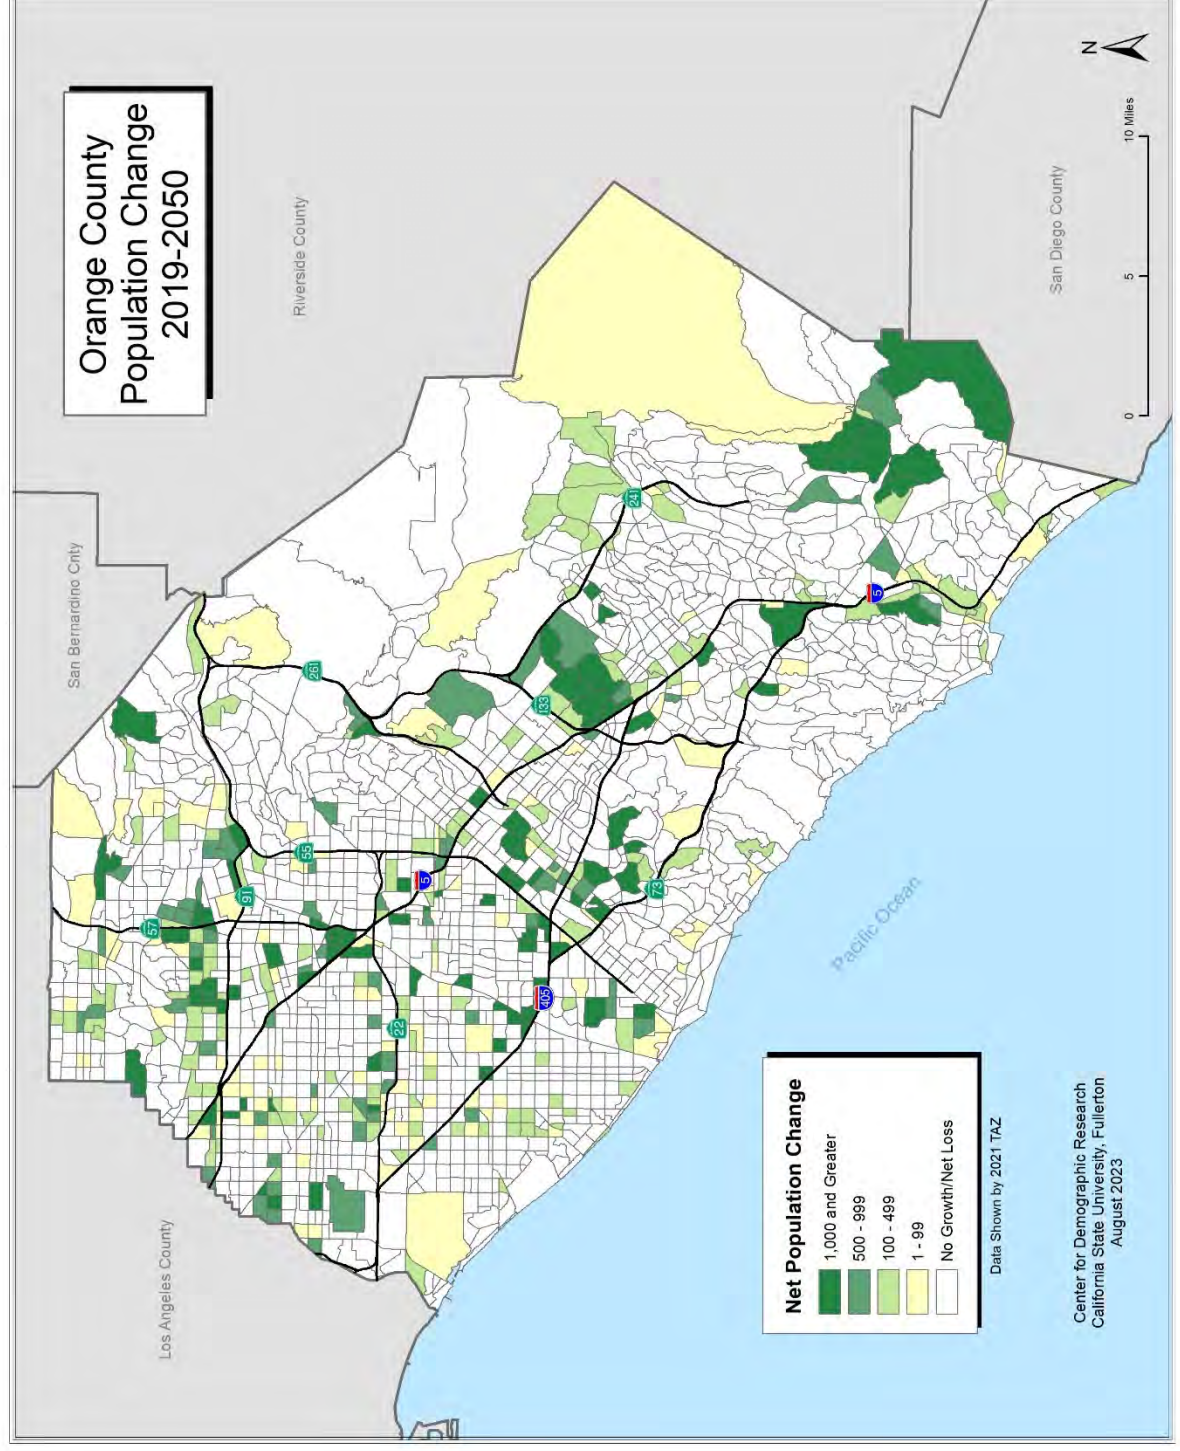 Orange County
Population Change
2019-2050
N
0
5
10 Miles
San Bernardino Cnty
Riverside County
Los Angeles County
San Diego County
Pacific Ocean
57
91
55
261
241
133
5
5
22
405
73
5
Net Population Change
1,000 and Greater
500 - 999
100 - 499
1 - 99
No Growth/Net Loss
Data Shown by 2021 TAZ
Center for Demographic Research
California State University, Fullerton
August 2023